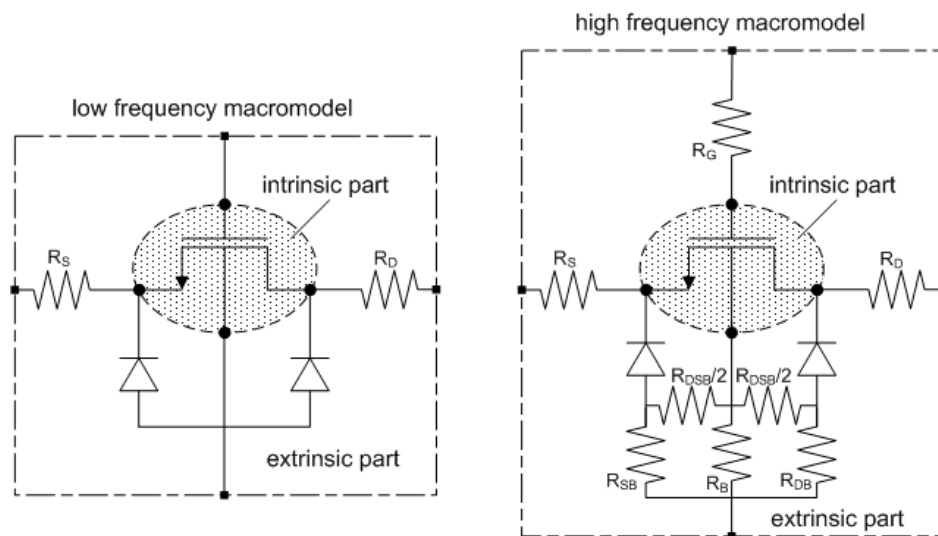 high frequency macromodel
low frequency macromodel
R_G
intrinsic part
intrinsic part
R_S
R_D
R_S
R_D
R_DSB/2 R_DSB/2
extrinsic part
R_SB
R_B
R_DB
extrinsic part